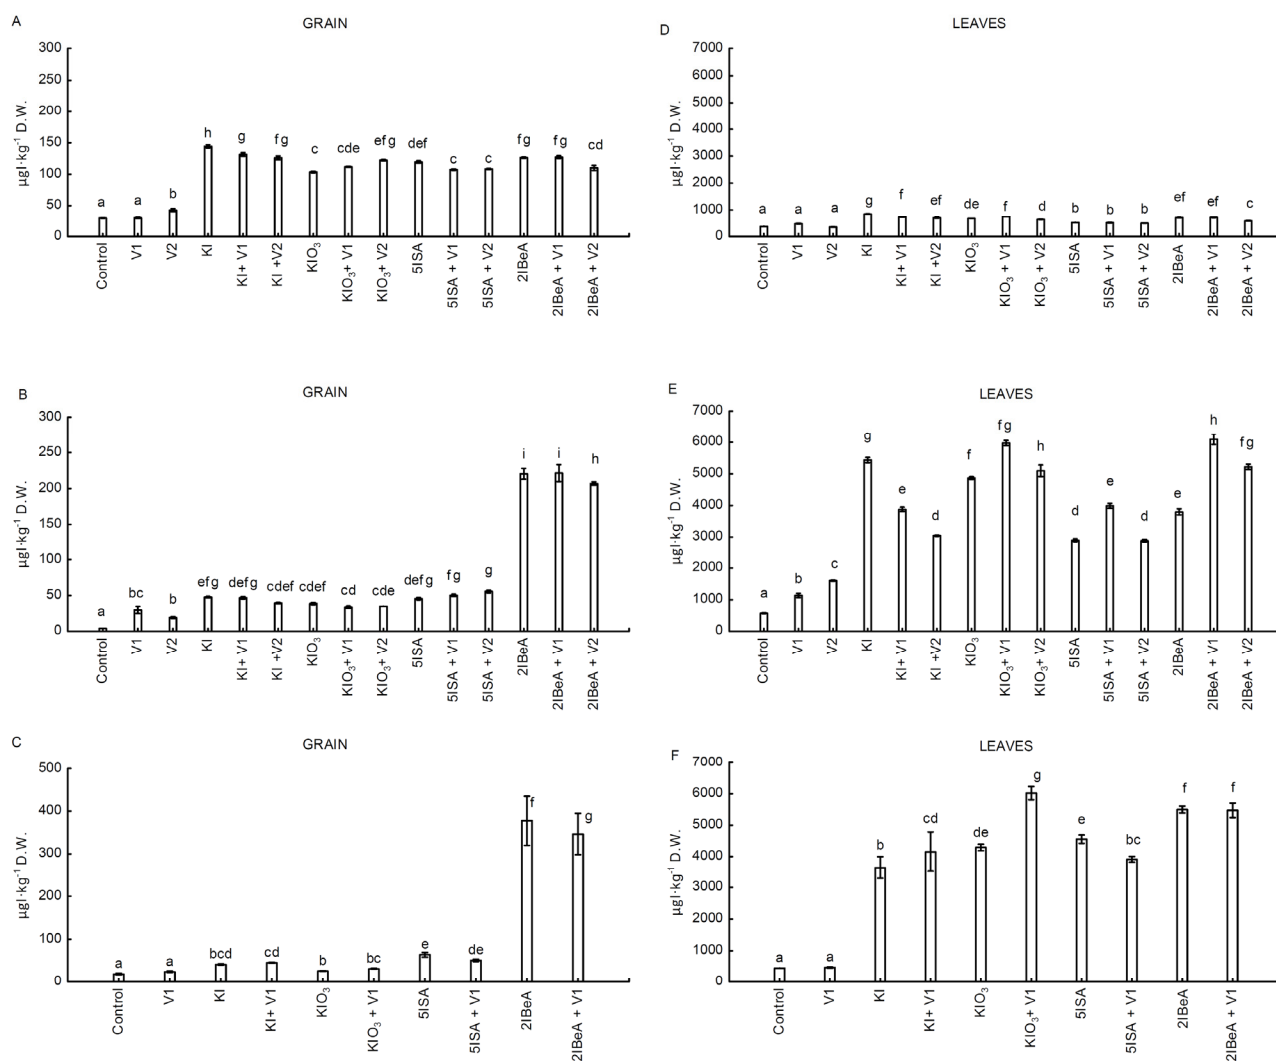 A
GRAIN
300
250
200
150
100
50
0
µgI·kg⁻¹ D.W.
a a b h g fg c cde efg def c c fg fg cd
Control V1 V2 KI KI+ V1 KI +V2 KIO₃ KIO₃+ V1 KIO₃+ V2 5ISA 5ISA + V1 5ISA + V2 2IBeA 2IBeA + V1 2IBeA + V2
D
LEAVES
7000
6000
5000
4000
3000
2000
1000
0
µgI·kg⁻¹ D.W.
a a a g f ef de f d b b b ef ef c
Control V1 V2 KI KI+ V1 KI +V2 KIO₃ KIO₃+ V1 KIO₃+ V2 5ISA 5ISA + V1 5ISA + V2 2IBeA 2IBeA + V1 2IBeA + V2
B
GRAIN
300
250
200
150
100
50
0
µgI·kg⁻¹ D.W.
a bc b efg defg cdef cdef cd cde defg fg g i i h
Control V1 V2 KI KI+ V1 KI +V2 KIO₃ KIO₃+ V1 KIO₃+ V2 5ISA 5ISA + V1 5ISA + V2 2IBeA 2IBeA + V1 2IBeA + V2
E
LEAVES
7000
6000
5000
4000
3000
2000
1000
0
µgI·kg⁻¹ D.W.
a b c g e d f fg h d e d e h fg
Control V1 V2 KI KI+ V1 KI +V2 KIO₃ KIO₃+ V1 KIO₃+ V2 5ISA 5ISA + V1 5ISA + V2 2IBeA 2IBeA + V1 2IBeA + V2
C
GRAIN
500
400
300
200
100
0
µgI·kg⁻¹ D.W.
a a bcd cd b bc e de f g
Control V1 KI KI+ V1 KIO₃ KIO₃ + V1 5ISA 5ISA + V1 2IBeA 2IBeA + V1
F
LEAVES
7000
6000
5000
4000
3000
2000
1000
0
µgI·kg⁻¹ D.W.
a a b cd de g e bc f f
Control V1 KI KI+ V1 KIO₃ KIO₃+ V1 5ISA 5ISA + V1 2IBeA 2IBeA + V1